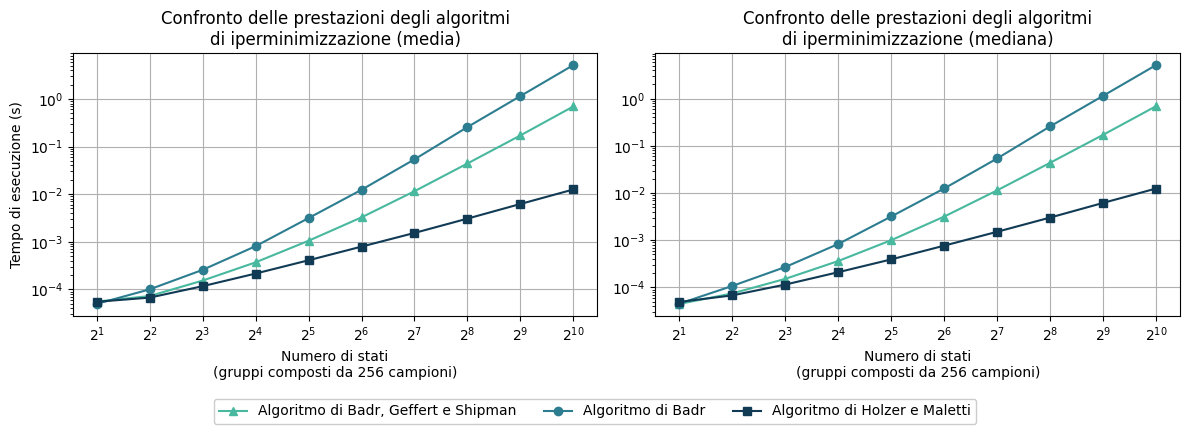 Confronto delle prestazioni degli algoritmi
di iperminimizzazione (media)
Tempo di esecuzione (s)
10⁰
10⁻¹
10⁻²
10⁻³
10⁻⁴
2¹ 2² 2³ 2⁴ 2⁵ 2⁶ 2⁷ 2⁸ 2⁹ 2¹⁰
Numero di stati
(gruppi composti da 256 campioni)
Confronto delle prestazioni degli algoritmi
di iperminimizzazione (mediana)
10⁰
10⁻¹
10⁻²
10⁻³
10⁻⁴
2¹ 2² 2³ 2⁴ 2⁵ 2⁶ 2⁷ 2⁸ 2⁹ 2¹⁰
Numero di stati
(gruppi composti da 256 campioni)
Algoritmo di Badr, Geffert e Shipman Algoritmo di Badr Algoritmo di Holzer e Maletti